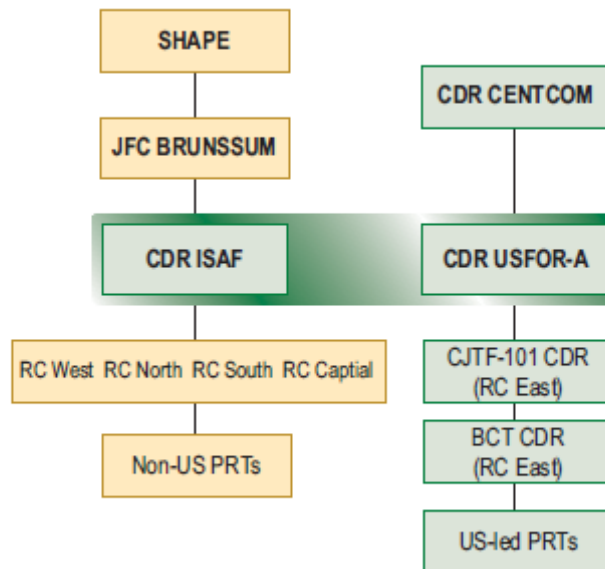 SHAPE
JFC BRUNSSUM
CDR ISAF
RC West RC North RC South RC Captial
Non-US PRTs
CDR CENTCOM
CDR USFOR-A
CJTF-101 CDR
(RC East)
BCT CDR
(RC East)
US-led PRTs